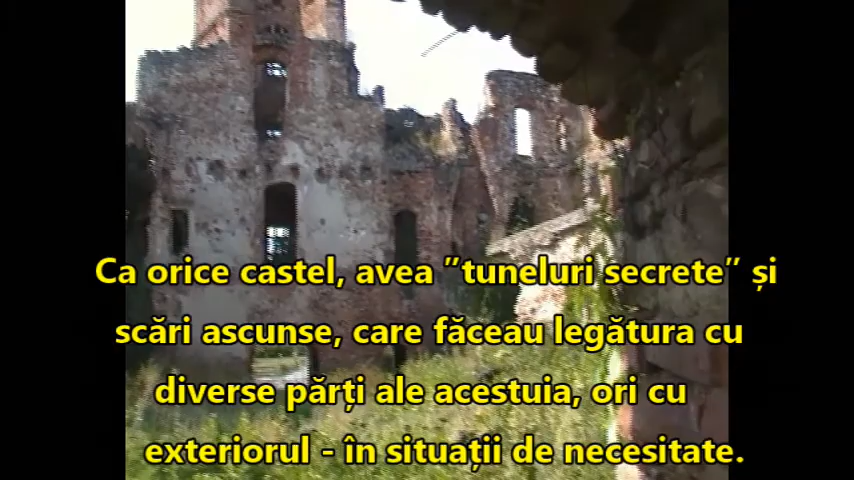 Ca orice castel, avea ”tuneluri secrete” și
scări ascunse, care făceau legătura cu
diverse părți ale acestuia, ori cu
exteriorul - în situații de necesitate.